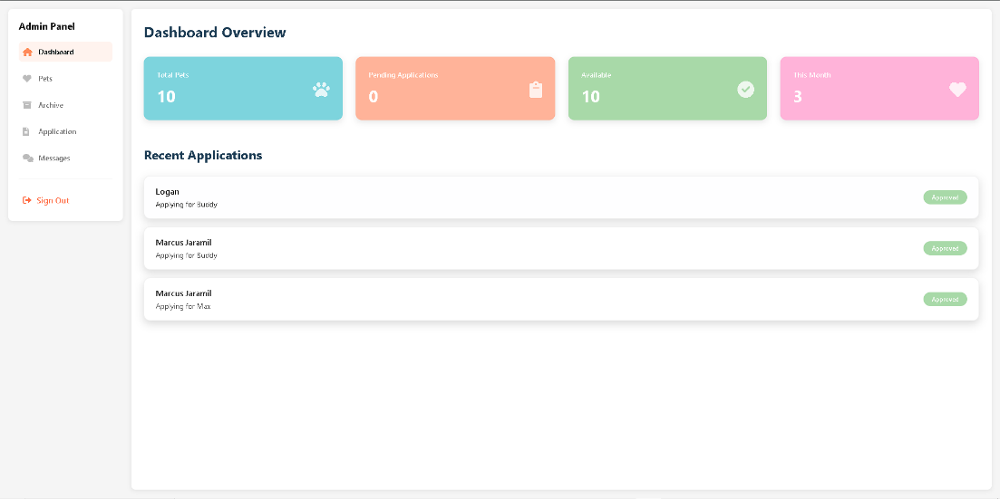 Admin Panel
Dashboard
Pets
Archive
Application
Messages
Sign Out
Dashboard Overview
Total Pets
10
Pending Applications
0
Available
10
This Month
3
Recent Applications
Logan
Applying for Buddy
Approved
Marcus Jaramil
Applying for Buddy
Approved
Marcus Jaramil
Applying for Max
Approved